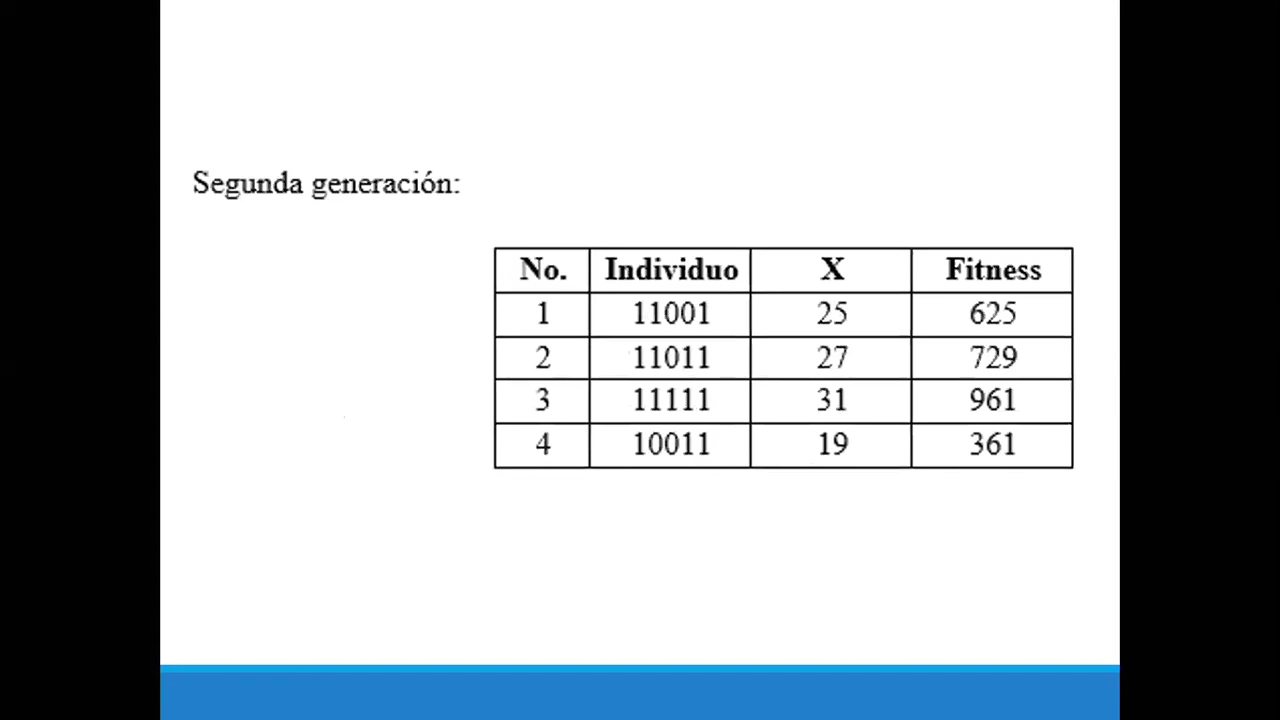 Segunda generación:
No. Individuo X Fitness
1 11001 25 625
2 11011 27 729
3 11111 31 961
4 10011 19 361